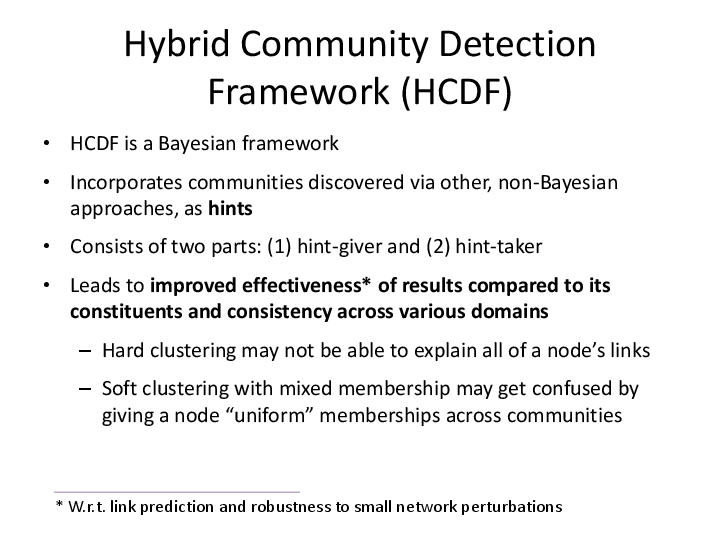 Hybrid Community Detection
Framework (HCDF)
• HCDF is a Bayesian framework
• Incorporates communities discovered via other, non-Bayesian
approaches, as hints
• Consists of two parts: (1) hint-giver and (2) hint-taker
• Leads to improved effectiveness* of results compared to its
constituents and consistency across various domains
– Hard clustering may not be able to explain all of a node’s links
– Soft clustering with mixed membership may get confused by
giving a node “uniform” memberships across communities
* W.r.t. link prediction and robustness to small network perturbations